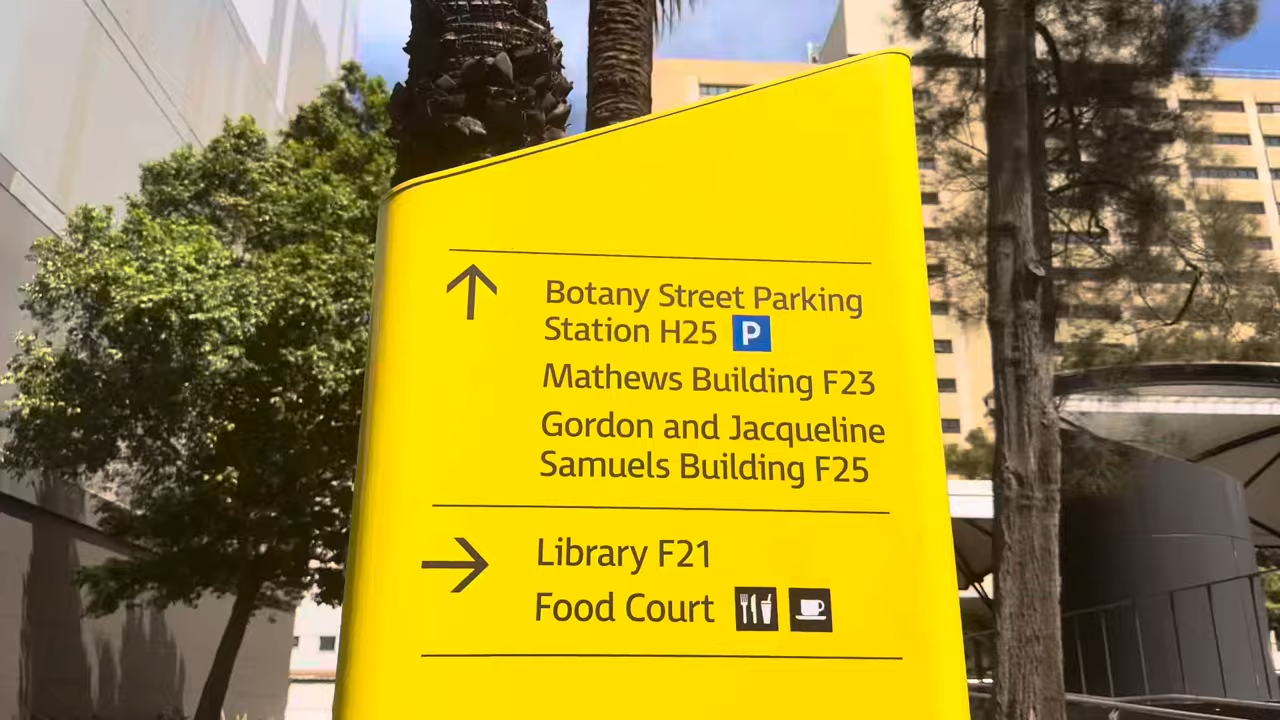 Botany Street Parking
Station H25 P
Mathews Building F23
Gordon and Jacqueline
Samuels Building F25
Library F21
Food Court